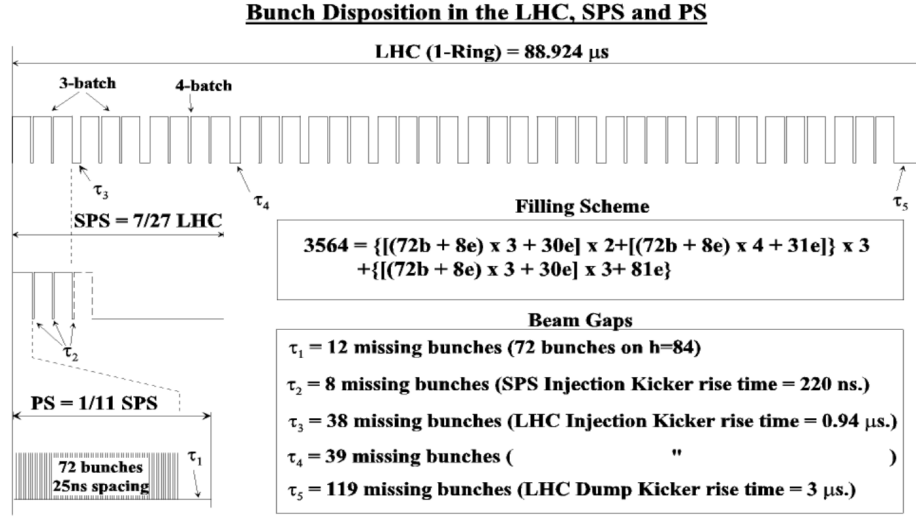 Bunch Disposition in the LHC, SPS and PS
LHC (1-Ring) = 88.924 μs
3-batch
4-batch
τ3
τ4
τ5
SPS = 7/27 LHC
Filling Scheme
3564 = {[(72b + 8e) x 3 + 30e] x 2+[(72b + 8e) x 4 + 31e]} x 3
+{[(72b + 8e) x 3 + 30e] x 3+ 81e}
τ2
Beam Gaps
τ1 = 12 missing bunches (72 bunches on h=84)
τ2 = 8 missing bunches (SPS Injection Kicker rise time = 220 ns.)
τ3 = 38 missing bunches (LHC Injection Kicker rise time = 0.94 μs.)
τ4 = 39 missing bunches ( " )
τ5 = 119 missing bunches (LHC Dump Kicker rise time = 3 μs.)
PS = 1/11 SPS
τ1
72 bunches
25ns spacing